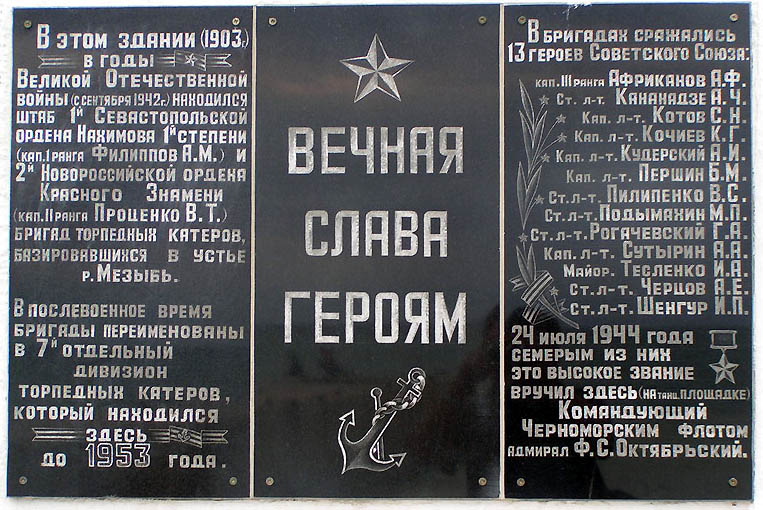 В этом здании (1903г.)
в годы
Великой Отечественной
войны (с сентября 1942г.) находился
штаб 1й Севастопольской
ордена Нахимова 1й степени
(кап. I ранга Филиппов А.М.) и
2й Новороссийской ордена
Красного Знамени
(кап. II ранга Проценко В.Т.)
бригад торпедных катеров,
базировавшихся в устье
р. Мезыбь.
В послевоенное время
бригады переименованы
в 7й отдельный
дивизион
торпедных катеров,
который находился
здесь
до 1953 года.
ВЕЧНАЯ
СЛАВА
ГЕРОЯМ
В бригадах сражались
13 героев Советского Союза:
кап. III ранга Африканов А.Ф.
Ст. л-т. Кананадзе А.Ч.
Кап. л-т. Котов С.Н.
Кап. л-т. Кочиев К.Г.
Кап. л-т. Кудерский А.И.
Кап. л-т. Першин Б.М.
Ст. л-т. Пилипенко В.С.
Ст. л-т. Подымахин М.П.
Ст. л-т. Рогачевский Г.А.
Кап. л-т. Сутырин А.А.
Майор. Тесленко И.А.
Ст. л-т. Черцов А.Е.
Ст. л-т. Шенгур И.П.
24 июля 1944 года
семерым из них
это высокое звание
вручил здесь (на танц. площадке)
Командующий
Черноморским флотом
адмирал Ф.С. Октябрьский.